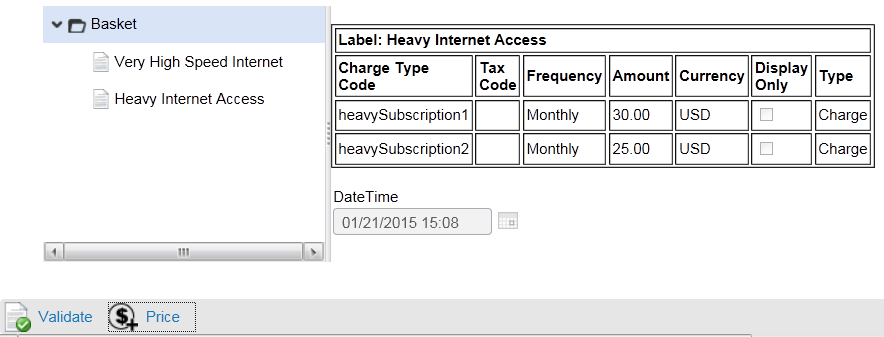 Basket
Very High Speed Internet
Heavy Internet Access
Label: Heavy Internet Access
Charge Type Code Tax Code Frequency Amount Currency Display Only Type
heavySubscription1 Monthly 30.00 USD Charge
heavySubscription2 Monthly 25.00 USD Charge
DateTime
01/21/2015 15:08
Validate Price